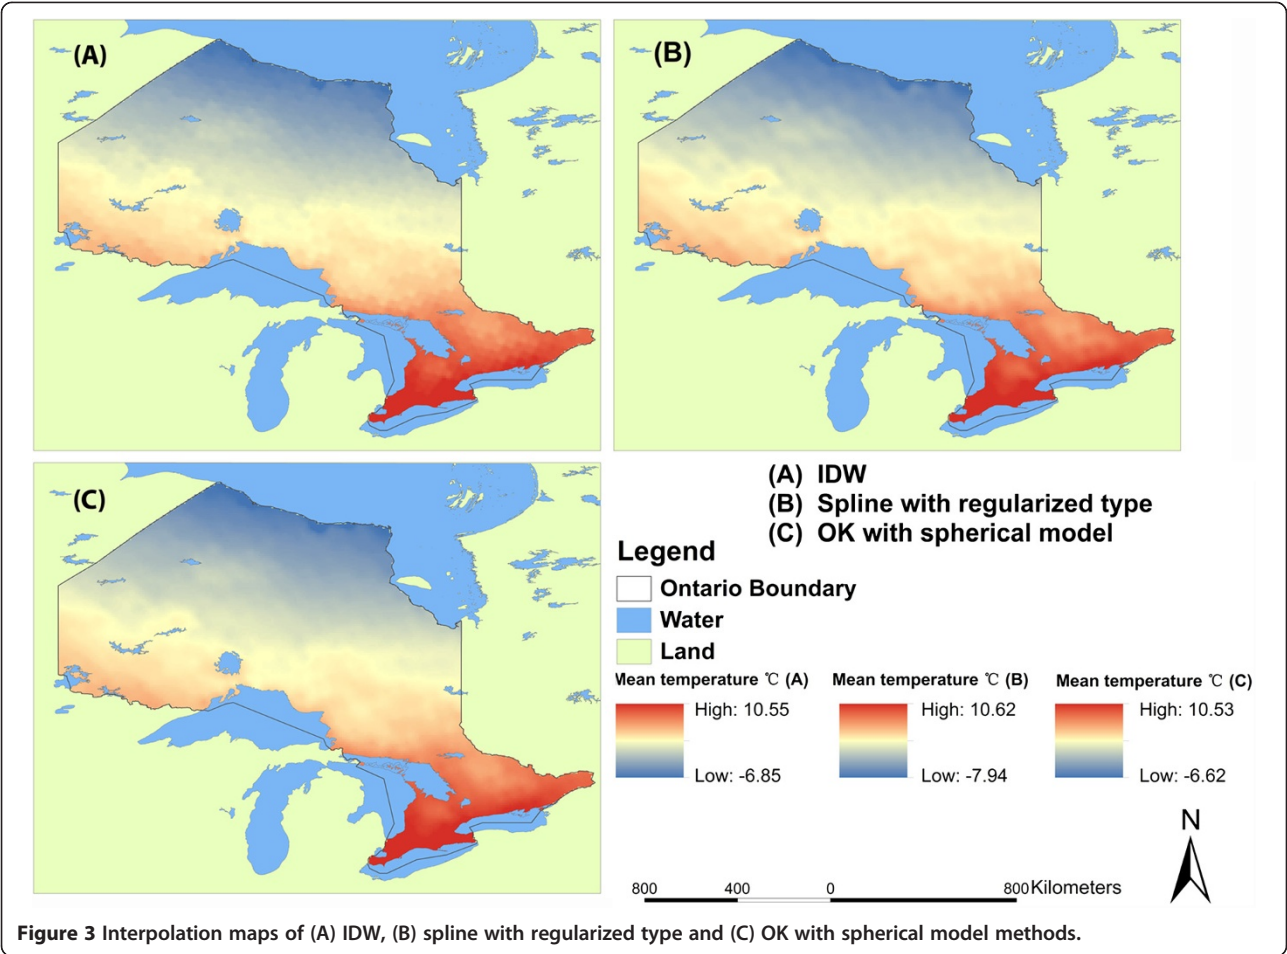 (A)
(B)
(C)
(A) IDW
(B) Spline with regularized type
(C) OK with spherical model
Legend
Ontario Boundary
Water
Land
Mean temperature ℃ (A)
High: 10.55
Low: -6.85
Mean temperature ℃ (B)
High: 10.62
Low: -7.94
Mean temperature ℃ (C)
High: 10.53
Low: -6.62
N
800 400 0 800 Kilometers
Figure 3 Interpolation maps of (A) IDW, (B) spline with regularized type and (C) OK with spherical model methods.